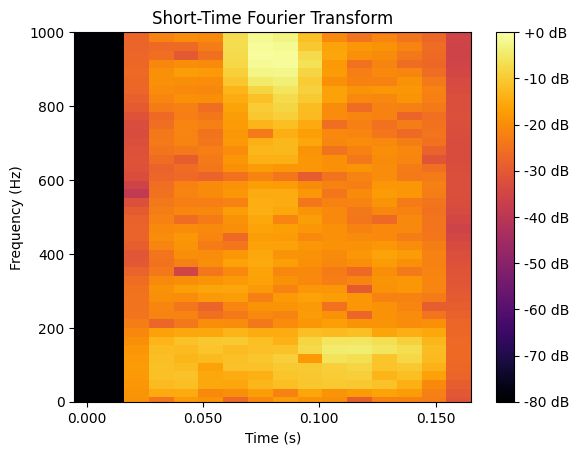 Short-Time Fourier Transform
1000
800
600
400
200
0
Frequency (Hz)
0.000
0.050
0.100
0.150
Time (s)
+0 dB
-10 dB
-20 dB
-30 dB
-40 dB
-50 dB
-60 dB
-70 dB
-80 dB